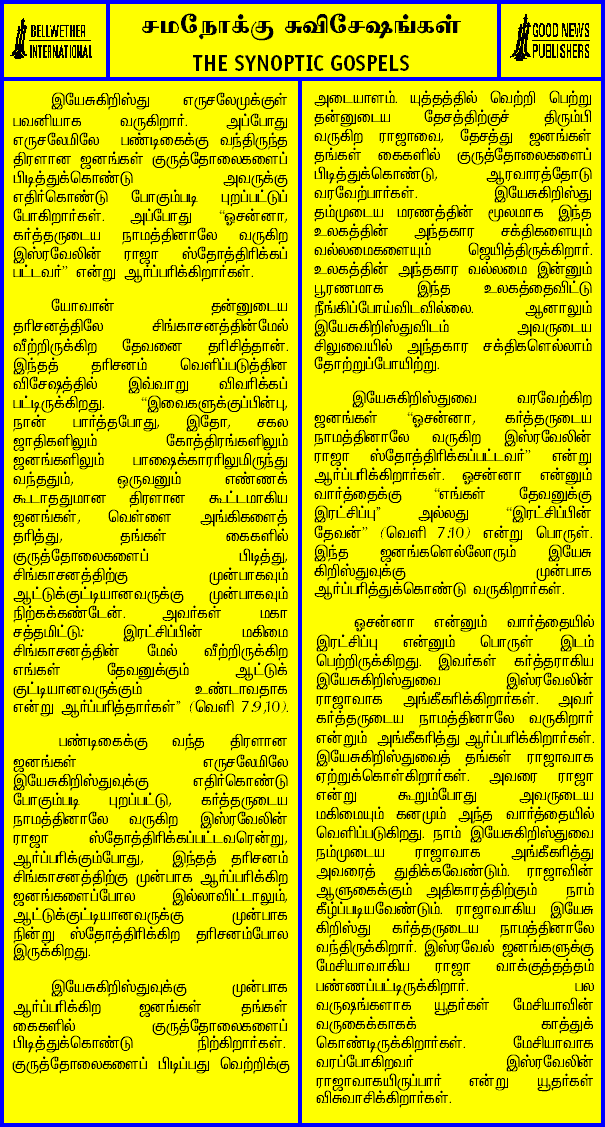 BELLWETHER
INTERNATIONAL
சமநோக்கு சுவிசேஷங்கள்
THE SYNOPTIC GOSPELS
GOOD NEWS
PUBLISHERS
இயேசுகிறிஸ்து எருசலேமுக்குள்
பவனியாக வருகிறார். அப்போது
எருசலேமிலே பண்டிகைக்கு வந்திருந்த
திரளான ஜனங்கள் குருத்தோலைகளைப்
பிடித்துக்கொண்டு அவருக்கு
எதிர்கொண்டு போகும்படி புறப்பட்டுப்
போகிறார்கள். அப்போது "ஓசன்னா,
கர்த்தருடைய நாமத்தினாலே வருகிற
இஸ்ரவேலின் ராஜா ஸ்தோத்திரிக்கப்
பட்டவர்" என்று ஆர்ப்பரிக்கிறார்கள்.
யோவான் தன்னுடைய
தரிசனத்திலே சிங்காசனத்தின்மேல்
வீற்றிருக்கிற தேவனை தரிசித்தான்.
இந்தத் தரிசனம் வெளிப்படுத்தின
விசேஷத்தில் இவ்வாறு விவரிக்கப்
பட்டிருக்கிறது. "இவைகளுக்குப்பின்பு,
நான் பார்த்தபோது, இதோ, சகல
ஜாதிகளிலும் கோத்திரங்களிலும்
ஜனங்களிலும் பாஷைக்காரரிலுமிருந்து
வந்ததும், ஒருவனும் எண்ணக்
கூடாததுமான திரளான கூட்டமாகிய
ஜனங்கள், வெள்ளை அங்கிகளைத்
தரித்து, தங்கள் கைகளில்
குருத்தோலைகளைப் பிடித்து,
சிங்காசனத்திற்கு முன்பாகவும்
ஆட்டுக்குட்டியானவருக்கு முன்பாகவும்
நிற்கக்கண்டேன். அவர்கள் மகா
சத்தமிட்டு: இரட்சிப்பின் மகிமை
சிங்காசனத்தின் மேல் வீற்றிருக்கிற
எங்கள் தேவனுக்கும் ஆட்டுக்
குட்டியானவருக்கும் உண்டாவதாக
என்று ஆர்ப்பரித்தார்கள்" (வெளி 7:9,10).
பண்டிகைக்கு வந்த திரளான
ஜனங்கள் எருசலேமிலே
இயேசுகிறிஸ்துவுக்கு எதிர்கொண்டு
போகும்படி புறப்பட்டு, கர்த்தருடைய
நாமத்தினாலே வருகிற இஸ்ரவேலின்
ராஜா ஸ்தோத்திரிக்கப்பட்டவரென்று,
ஆர்ப்பரிக்கும்போது, இந்தத் தரிசனம்
சிங்காசனத்திற்கு முன்பாக ஆர்ப்பரிக்கிற
ஜனங்களைப்போல இல்லாவிட்டாலும்,
ஆட்டுக்குட்டியானவருக்கு முன்பாக
நின்று ஸ்தோத்திரிக்கிற தரிசனம்போல
இருக்கிறது.
இயேசுகிறிஸ்துவுக்கு முன்பாக
ஆர்ப்பரிக்கிற ஜனங்கள் தங்கள்
கைகளில் குருத்தோலைகளைப்
பிடித்துக்கொண்டு நிற்கிறார்கள்.
குருத்தோலைகளைப் பிடிப்பது வெற்றிக்கு
அடையாளம். யுத்தத்தில் வெற்றி பெற்று
தன்னுடைய தேசத்திற்குச் திரும்பி
வருகிற ராஜாவை, தேசத்து ஜனங்கள்
தங்கள் கைகளில் குருத்தோலைகளைப்
பிடித்துக்கொண்டு, ஆரவாரத்தோடு
வரவேற்பார்கள். இயேசுகிறிஸ்து
தம்முடைய மரணத்தின் மூலமாக இந்த
உலகத்தின் அந்தகார சக்திகளையும்
வல்லமைகளையும் ஜெயித்திருக்கிறார்.
உலகத்தின் அந்தகார வல்லமை இன்னும்
பூரணமாக இந்த உலகத்தைவிட்டு
நீங்கிப்போய்விடவில்லை. ஆனாலும்
இயேசுகிறிஸ்துவிடம் அவருடைய
சிலுவையில் அந்தகார சக்திகளெல்லாம்
தோற்றுப்போயிற்று.
இயேசுகிறிஸ்துவை வரவேற்கிற
ஜனங்கள் "ஓசன்னா, கர்த்தருடைய
நாமத்தினாலே வருகிற இஸ்ரவேலின்
ராஜா ஸ்தோத்திரிக்கப்பட்டவர்" என்று
ஆர்ப்பரிக்கிறார்கள். ஓசன்னா என்னும்
வார்த்தைக்கு "எங்கள் தேவனுக்கு
இரட்சிப்பு" அல்லது "இரட்சிப்பின்
தேவன்" (வெளி 7:10) என்று பொருள்.
இந்த ஜனங்களெல்லோரும் இயேசு
கிறிஸ்துவுக்கு முன்பாக
ஆர்ப்பரித்துக்கொண்டு வருகிறார்கள்.
ஓசன்னா என்னும் வார்த்தையில்
இரட்சிப்பு என்னும் பொருள் இடம்
பெற்றிருக்கிறது. இவர்கள் கர்த்தராகிய
இயேசுகிறிஸ்துவை இஸ்ரவேலின்
ராஜாவாக அங்கீகரிக்கிறார்கள். அவர்
கர்த்தருடைய நாமத்தினாலே வருகிறார்
என்றும் அங்கீகரித்து ஆர்ப்பரிக்கிறார்கள்.
இயேசுகிறிஸ்துவைத் தங்கள் ராஜாவாக
ஏற்றுக்கொள்கிறார்கள். அவரை ராஜா
என்று கூறும்போது அவருடைய
மகிமையும் கனமும் அந்த வார்த்தையில்
வெளிப்படுகிறது. நாம் இயேசுகிறிஸ்துவை
நம்முடைய ராஜாவாக அங்கீகரித்து
அவரைத் துதிக்கவேண்டும். ராஜாவின்
ஆளுகைக்கும் அதிகாரத்திற்கும் நாம்
கீழ்ப்படியவேண்டும். ராஜாவாகிய இயேசு
கிறிஸ்து கர்த்தருடைய நாமத்தினாலே
வந்திருக்கிறார். இஸ்ரவேல் ஜனங்களுக்கு
மேசியாவாகிய ராஜா வாக்குத்தத்தம்
பண்ணப்பட்டிருக்கிறார். பல
வருஷங்களாக யூதர்கள் மேசியாவின்
வருகைக்காகக் காத்துக்
கொண்டிருக்கிறார்கள். மேசியாவாக
வரப்போகிறவர் இஸ்ரவேலின்
ராஜாவாகயிருப்பார் என்று யூதர்கள்
விசுவாசிக்கிறார்கள்.